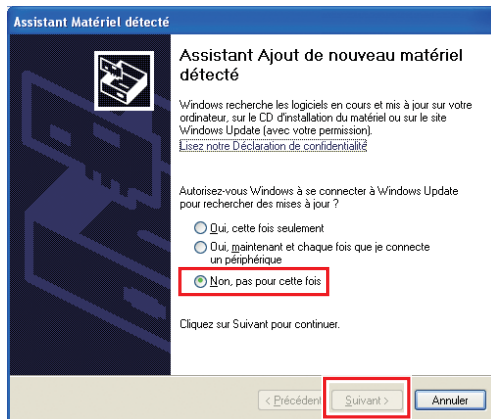 Assistant Matériel détecté
Assistant Ajout de nouveau matériel
détecté
Windows recherche les logiciels en cours et mis à jour sur votre
ordinateur, sur le CD d'installation du matériel ou sur le site
Windows Update (avec votre permission).
Lisez notre Déclaration de confidentialité
Autorisez-vous Windows à se connecter à Windows Update
pour rechercher des mises à jour ?
Oui, cette fois seulement
Oui, maintenant et chaque fois que je connecte
un périphérique
Non, pas pour cette fois
Cliquez sur Suivant pour continuer.
< Précédent
Suivant >
Annuler